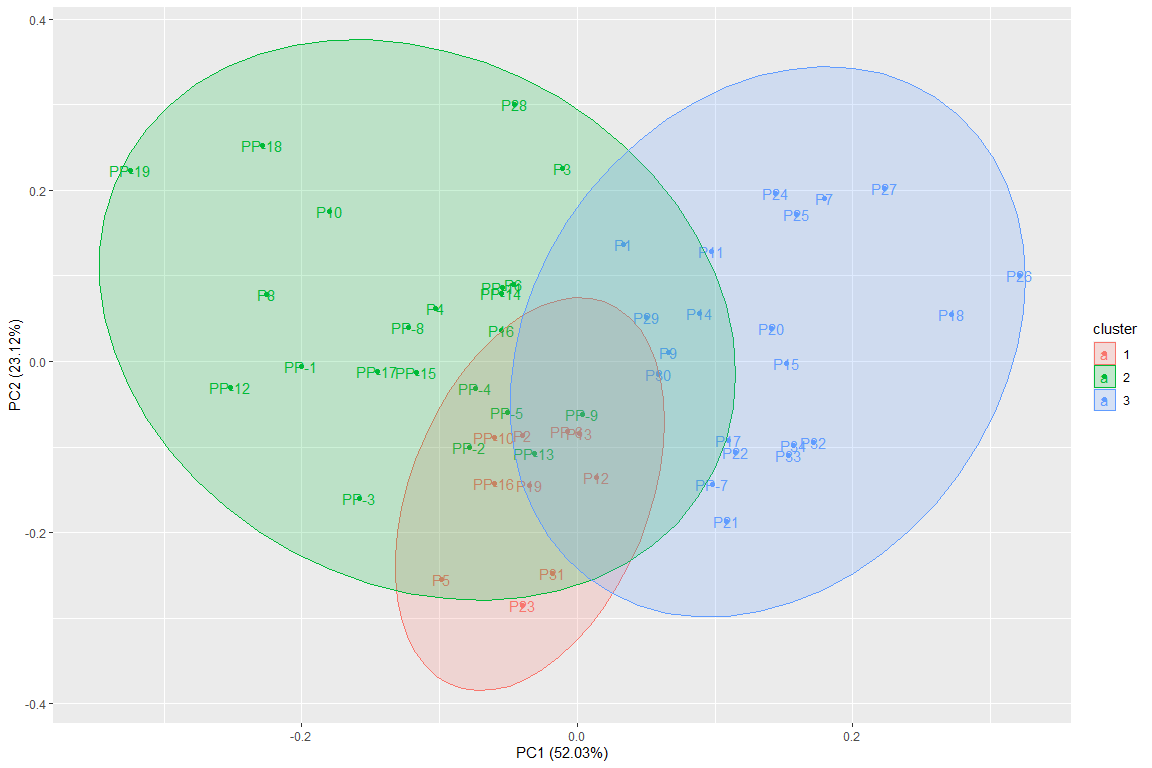 0.4
0.2
0.0
-0.2
-0.4
PC2 (23.12%)
-0.2
0.0
0.2
PC1 (52.03%)
P28
PP-18
PP-19
P3
P10
P24
P7
P27
P25
P1
P11
P26
P8
P6
PP-14
P4
P16
PP-8
P29
P14
P20
P18
P9
P15
PP-1
PP-17
PP-15
P30
PP-12
PP-4
PP-5
PP-9
PP-10
P2
P13
PP-2
PP-13
P17
P22
P34
P32
P33
PP-16
P19
P12
PP-7
PP-3
P21
P5
P31
P23
cluster
a 1
a 2
a 3